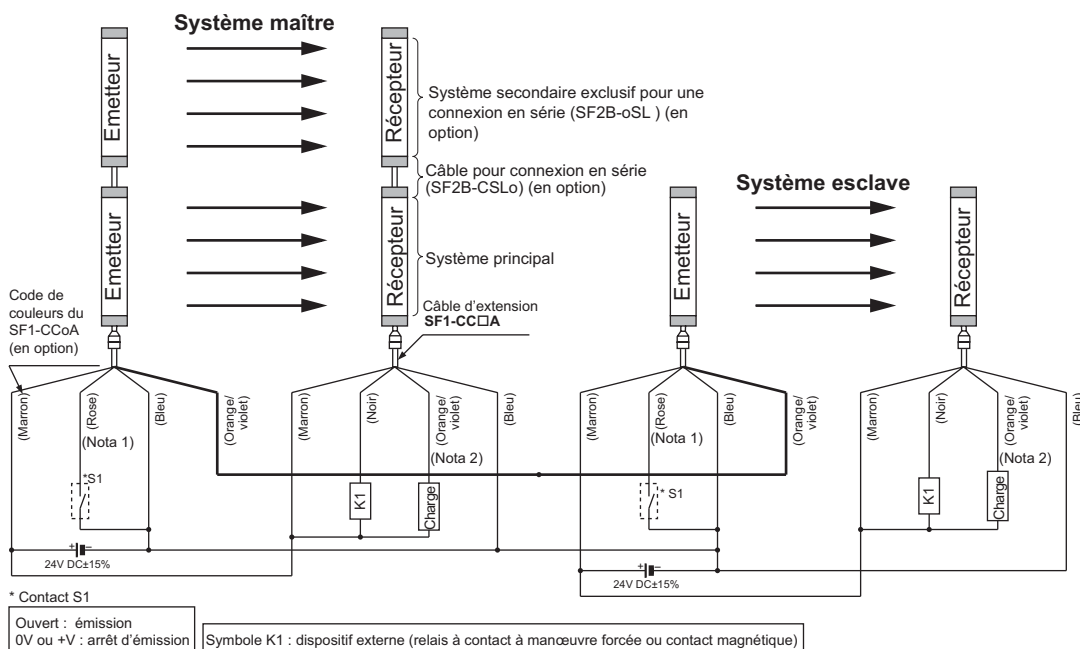 Système maître
Emetteur
Récepteur
Système secondaire exclusif pour une
connexion en série (SF2B-oSL ) (en
option)
Câble pour connexion en série
(SF2B-CSLo) (en option)
Système esclave
Emetteur
Récepteur
Emetteur
Récepteur
Système principal
Code de
couleurs du
SF1-CCoA
(en option)
Câble d'extension
SF1-CC□A
(Marron)
(Rose)
(Bleu)
(Orange/
violet)
(Marron)
(Noir)
(Orange/
violet)
(Bleu)
(Marron)
(Rose)
(Bleu)
(Orange/
violet)
(Marron)
(Noir)
(Orange/
violet)
(Bleu)
(Nota 1)
(Nota 2)
(Nota 1)
(Nota 2)
*S1
K1
Charge
* S1
K1
Charge
+ –
24V DC±15%
+ –
24V DC±15%
* Contact S1
Ouvert : émission
0V ou +V : arrêt d'émission
Symbole K1 : dispositif externe (relais à contact à manœuvre forcée ou contact magnétique)